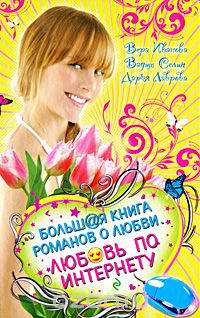 Вера Иванова
Вадим Селин
Дарья Лаврова
БОЛЬШ@Я КНИГА
РОМАНОВ О ЛЮБВИ
ЛЮБОВЬ ПО
ИНТЕРНЕТУ